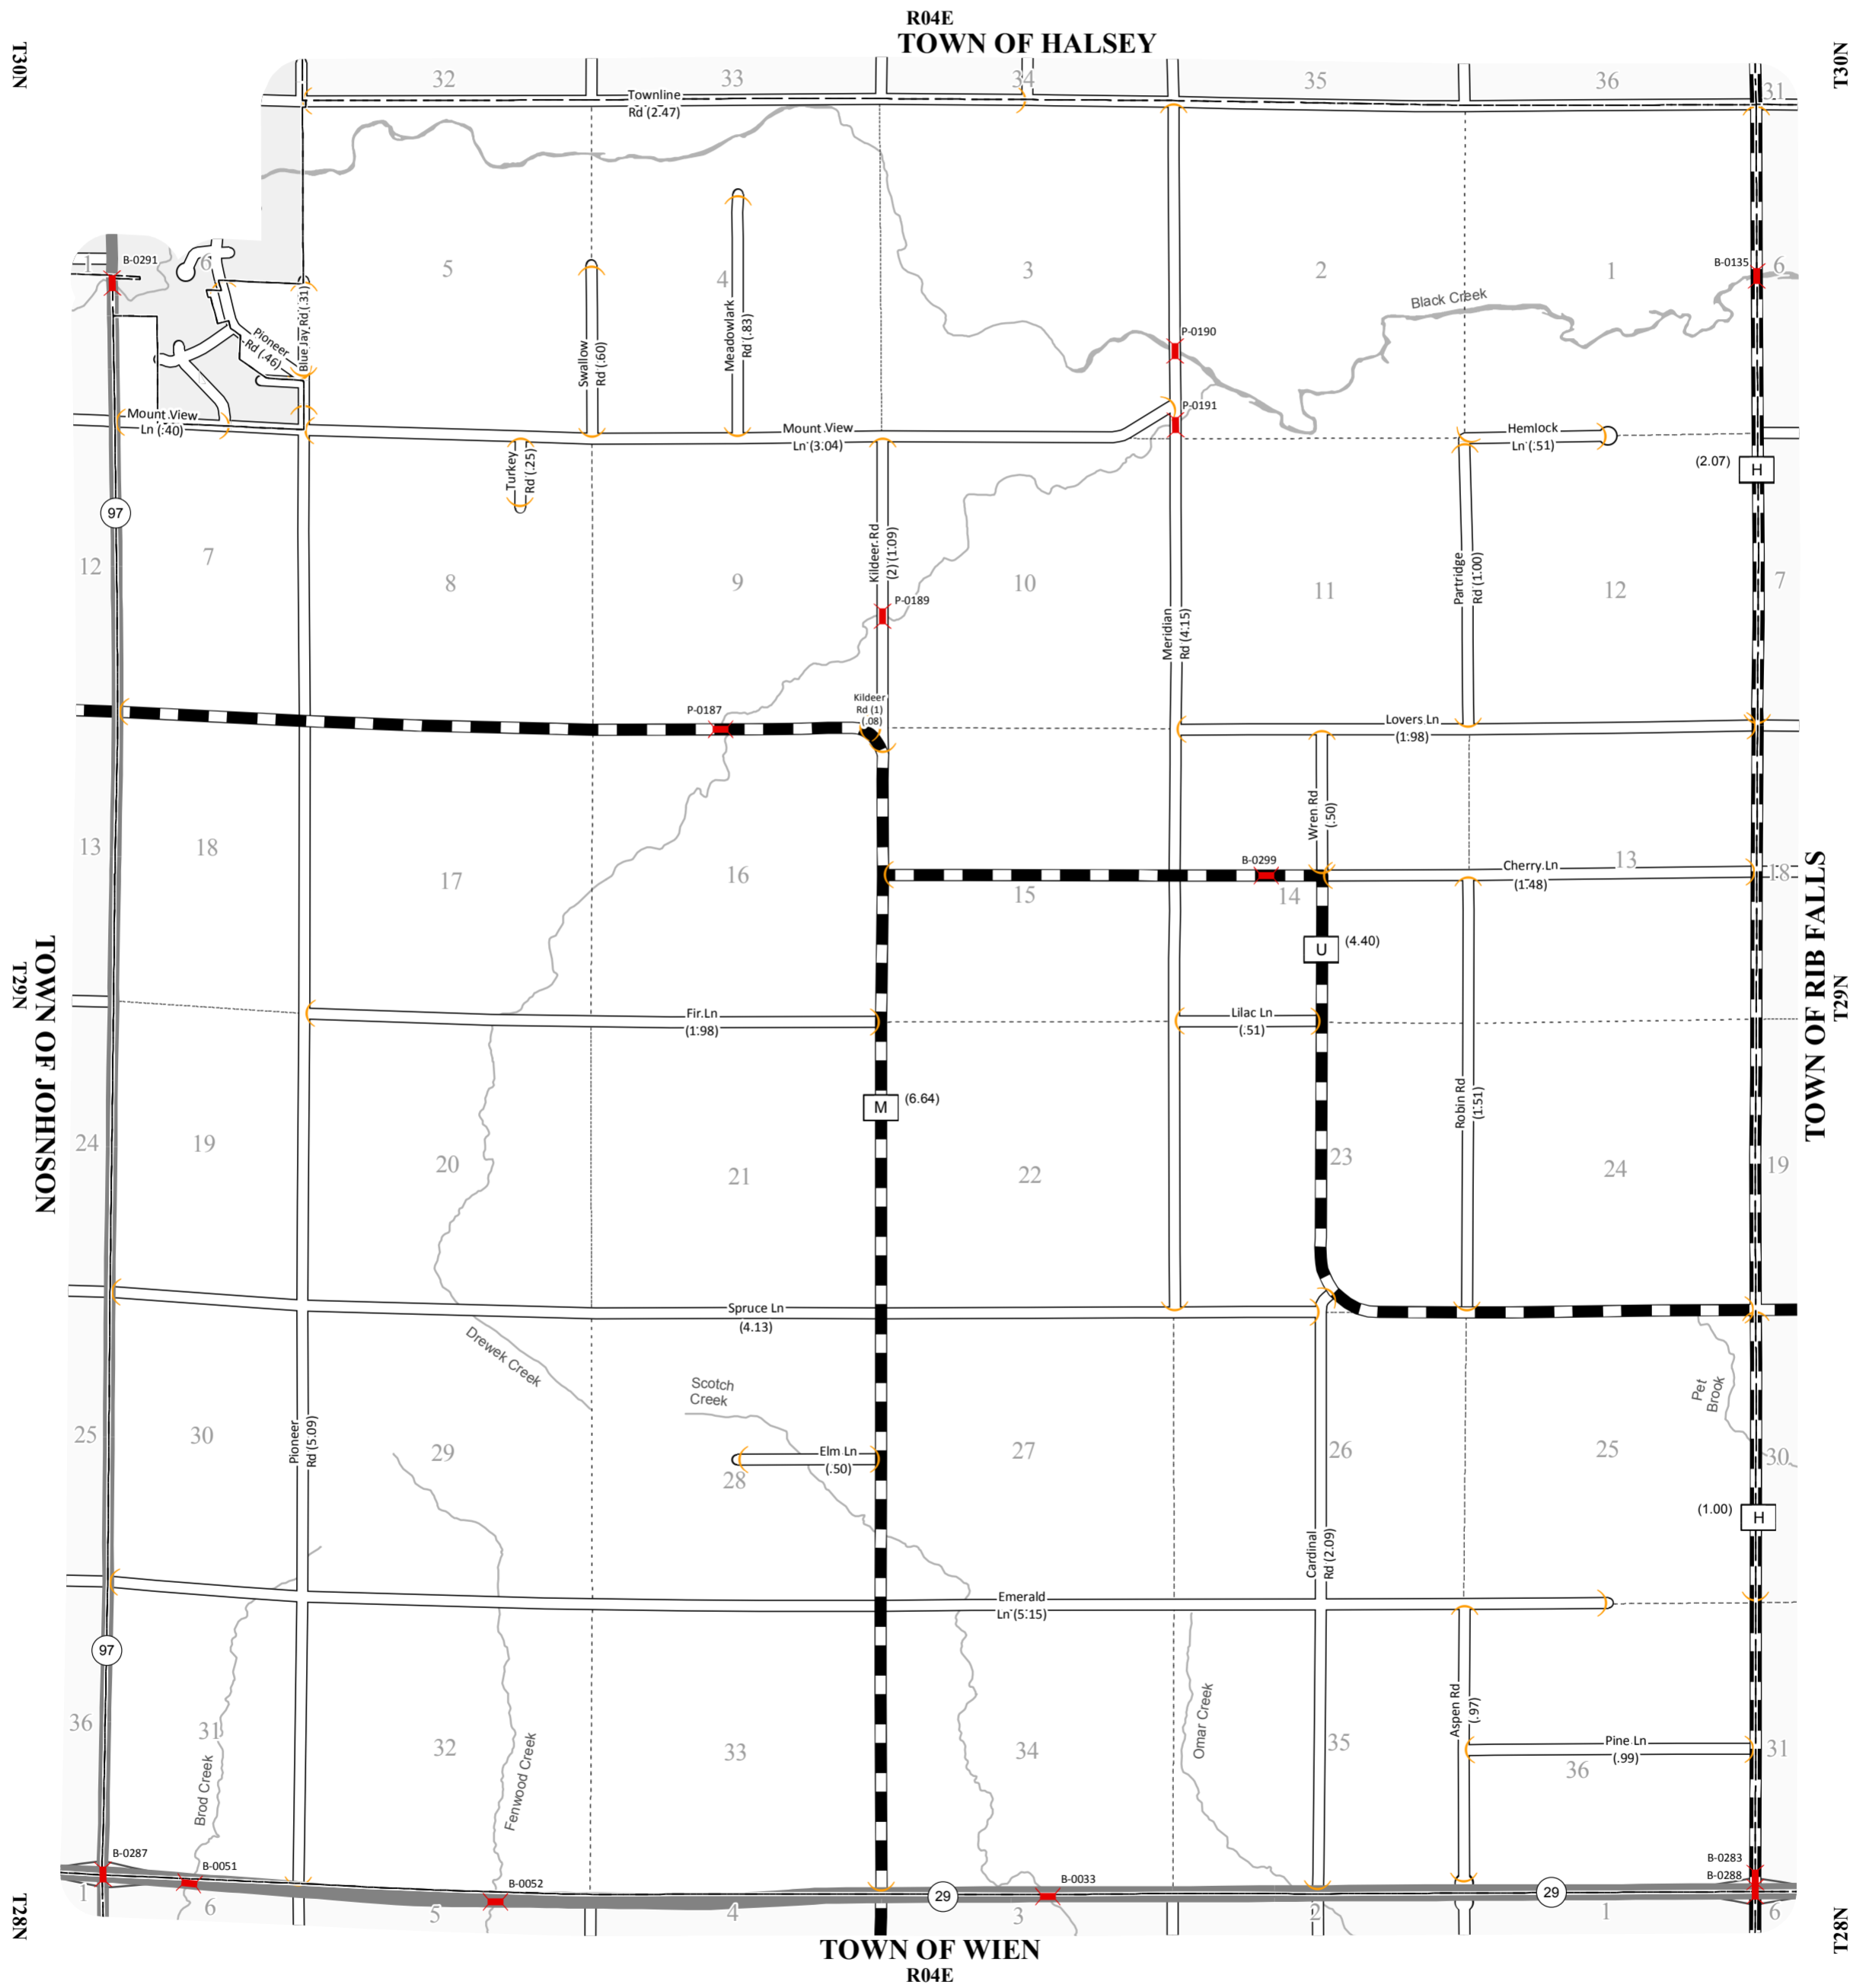 R04E
TOWN OF HALSEY
T30N
T30N
32
33
34
35
36
31
Townline
Rd (2.47)
1
B-0291
6
5
4
3
2
1
B-0135
6
Black Creek
Pioneer
Rd (.46)
Blue Jay Rd (.31)
Swallow
Rd (.60)
Meadowlark
Rd (.83)
P-0190
P-0191
Mount View
Ln (.40)
Mount View
Ln (3.04)
Hemlock
Ln (.51)
Turkey
Rd (.25)
(2.07)
H
97
12
7
8
9
Kildeer Rd
(2) (1.09)
10
Meridian
Rd (4.15)
11
Partridge
Rd (1.00)
12
7
P-0189
P-0187
Kildeer
Rd (1)
(.08)
Lovers Ln
(1.98)
13
18
17
16
15
Wren Rd
(.50)
B-0299
14
Cherry Ln
(1.48)
13
18
U
(4.40)
TOWN OF JOHNSON
T29N
TOWN OF RIB FALLS
T29N
Fir Ln
(1.98)
Lilac Ln
(.51)
M
(6.64)
Robin Rd
(1.51)
24
19
20
21
22
23
24
19
Spruce Ln
(4.13)
Drewek Creek
Scotch
Creek
Pet
Brook
25
30
Pioneer
Rd (5.09)
29
Elm Ln
(.50)
28
27
26
25
30
(1.00)
H
Cardinal
Rd (2.09)
Emerald
Ln (5.15)
97
36
31
32
33
34
35
Aspen Rd
(.97)
Pine Ln
(.99)
36
31
Brod Creek
Fenwood Creek
Omar Creek
B-0287
B-0051
B-0052
B-0033
B-0283
B-0288
29
29
1
6
5
4
3
2
1
6
T28N
T28N
TOWN OF WIEN
R04E